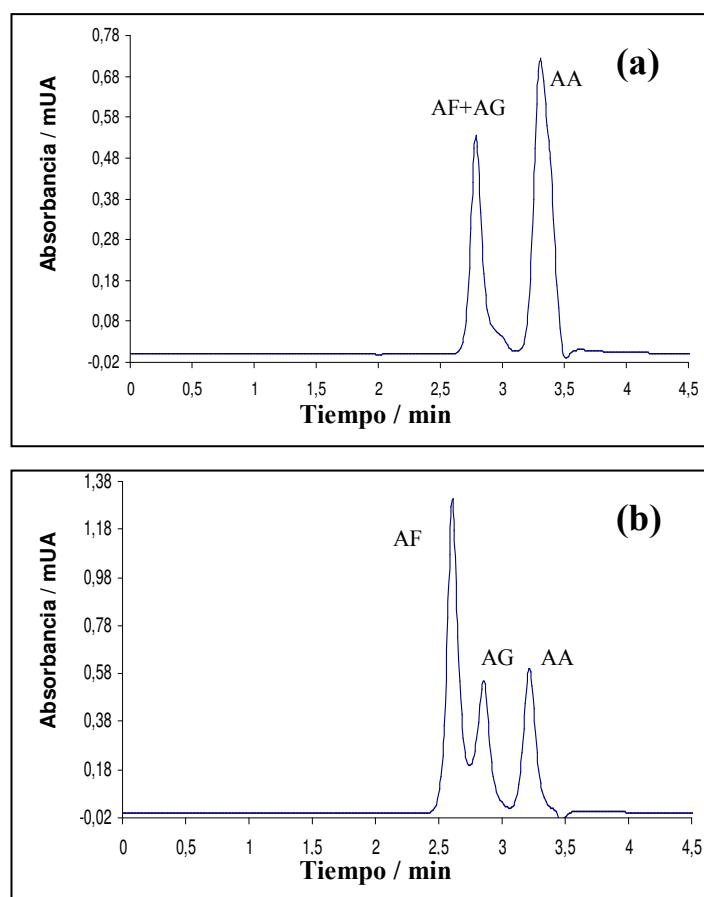 0,78
(a)
AA
0,68
AF+AG
0,58
0,48
0,38
0,28
0,18
0,08
-0,02
Absorbancia / mUA
0 0,5 1 1,5 2 2,5 3 3,5 4 4,5
Tiempo / min
1,38
(b)
1,18
AF
0,98
0,78
AG AA
0,58
0,38
0,18
-0,02
Absorbancia / mUA
0 0,5 1 1,5 2 2,5 3 3,5 4 4,5
Tiempo / min